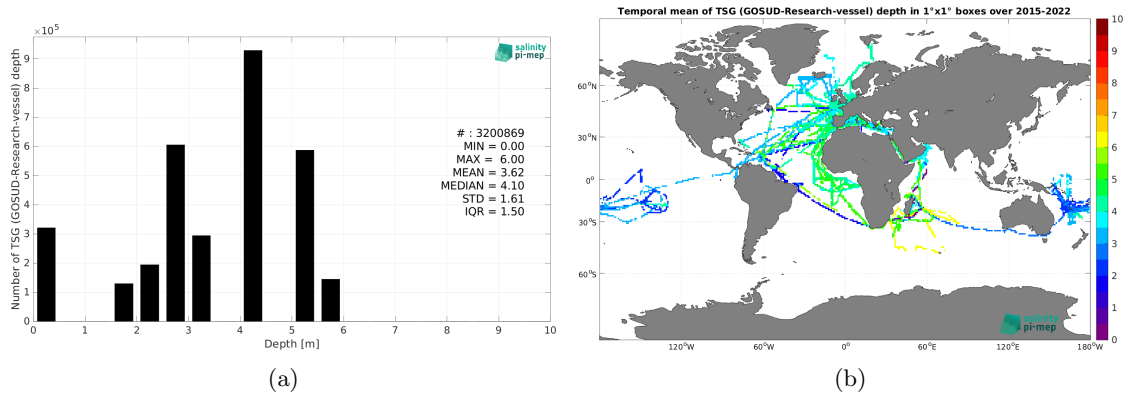 ×10⁵
9
8
7
6
5
4
3
2
1
0
Number of TSG (GOSUD-Research-vessel) depth
salinity
pi-mep
# : 3200869
MIN = 0.00
MAX = 6.00
MEAN = 3.62
MEDIAN = 4.10
STD = 1.61
IQR = 1.50
0 1 2 3 4 5 6 7 8 9 10
Depth [m]
(a)
Temporal mean of TSG (GOSUD-Research-vessel) depth in 1°x1° boxes over 2015-2022
60°N
30°N
0°
30°S
60°S
120°W 60°W 0° 60°E 120°E 180°W
salinity
pi-mep
10
9
8
7
6
5
4
3
2
1
0
(b)